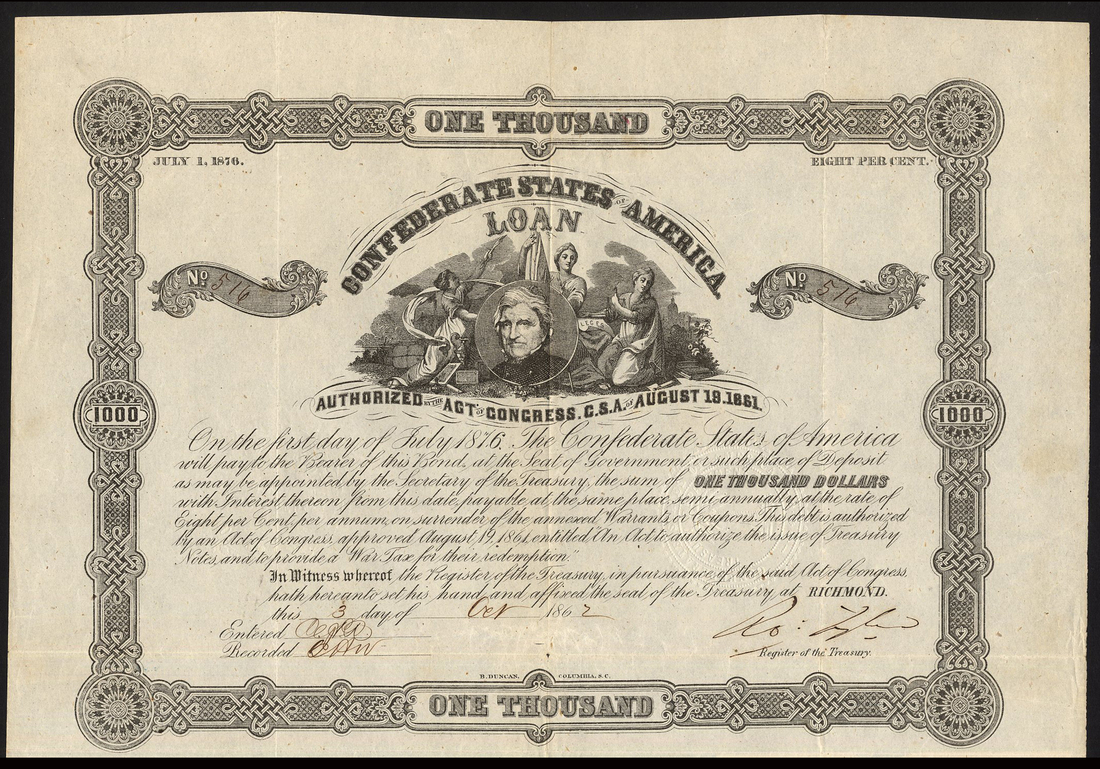 ONE THOUSAND
JULY 1, 1876.
EIGHT PER CENT.
CONFEDERATE STATES OF AMERICA
LOAN
No 516
No 516
AUTHORIZED BY THE ACT OF CONGRESS. C.S.A. OF AUGUST 19. 1861.
1000
1000
On the first day of July 1876, The Confederate States of America
will pay to the Bearer of this Bond, at the Seat of Government, or such place of Deposit
as may be appointed by the Secretary of the Treasury, the sum of ONE THOUSAND DOLLARS
with Interest thereon from this date, payable at the same place, semi-annually, at the rate of
Eight per Cent, per annum, on surrender of the annexed Warrants, or Coupons. This debt is authorized
by an Act of Congress, approved August 19, 1861, entitled "An Act to authorize the issue of Treasury
Notes, and to provide a War Tax for their redemption."
In Witness whereof the Register of the Treasury, in pursuance of the said Act of Congress,
hath hereunto set his hand and affixed the seal of the Treasury, at RICHMOND.
this 3 day of Oct 1862
Entered
Recorded
Ro: Tyler
Register of the Treasury.
B. DUNCAN, COLUMBIA, S.C.
ONE THOUSAND